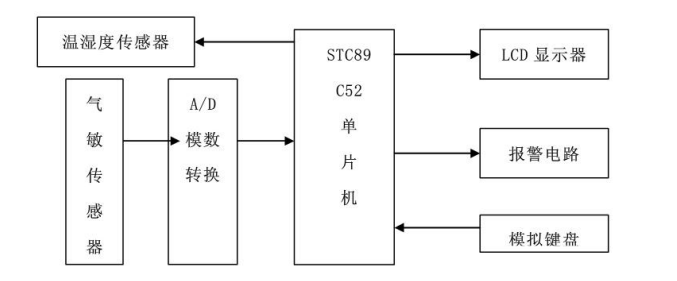 温湿度传感器
STC89
C52
单
片
机
LCD 显示器
气
敏
传
感
器
A/D
模数
转换
报警电路
模拟键盘